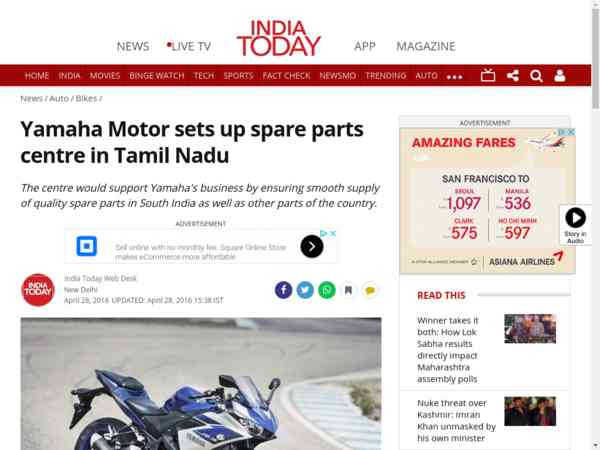 NEWS
LIVE TV
INDIA
TODAY
APP
MAGAZINE
HOME INDIA MOVIES BINGE WATCH TECH SPORTS FACT CHECK NEWSMO TRENDING AUTO
News / Auto / Bikes /
Yamaha Motor sets up spare parts
centre in Tamil Nadu
The centre would support Yamaha's business by ensuring smooth supply
of quality spare parts in South India as well as other parts of the country.
ADVERTISEMENT
Sell online with no monthly fee. Square Online Store
makes eCommerce more affordable.
INDIA
TODAY
India Today Web Desk
New Delhi
April 28, 2016 UPDATED: April 28, 2016 15:38 IST
YAMAHA
ADVERTISEMENT
AMAZING FARES
SAN FRANCISCO TO
SEOUL
1,097
MANILA
536
CLARK
575
HO CHI MINH
597
A STAR ALLIANCE MEMBER
ASIANA AIRLINES
Story in
Audio
READ THIS
Winner takes it
both: How Lok
Sabha results
directly impact
Maharashtra
assembly polls
Nuke threat over
Kashmir: Imran
Khan unmasked by
his own minister